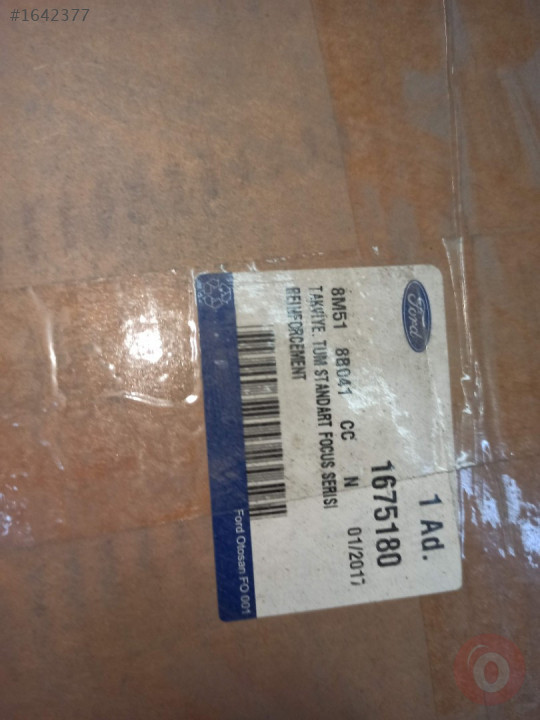 #1642377
Ford
1 Ad.
1675180
8M51 8B041 CC N 01/2017
TAKVİYE. TUM STANDART FOCUS SERISI
REINFORCEMENT
Ford Otosan FO 001